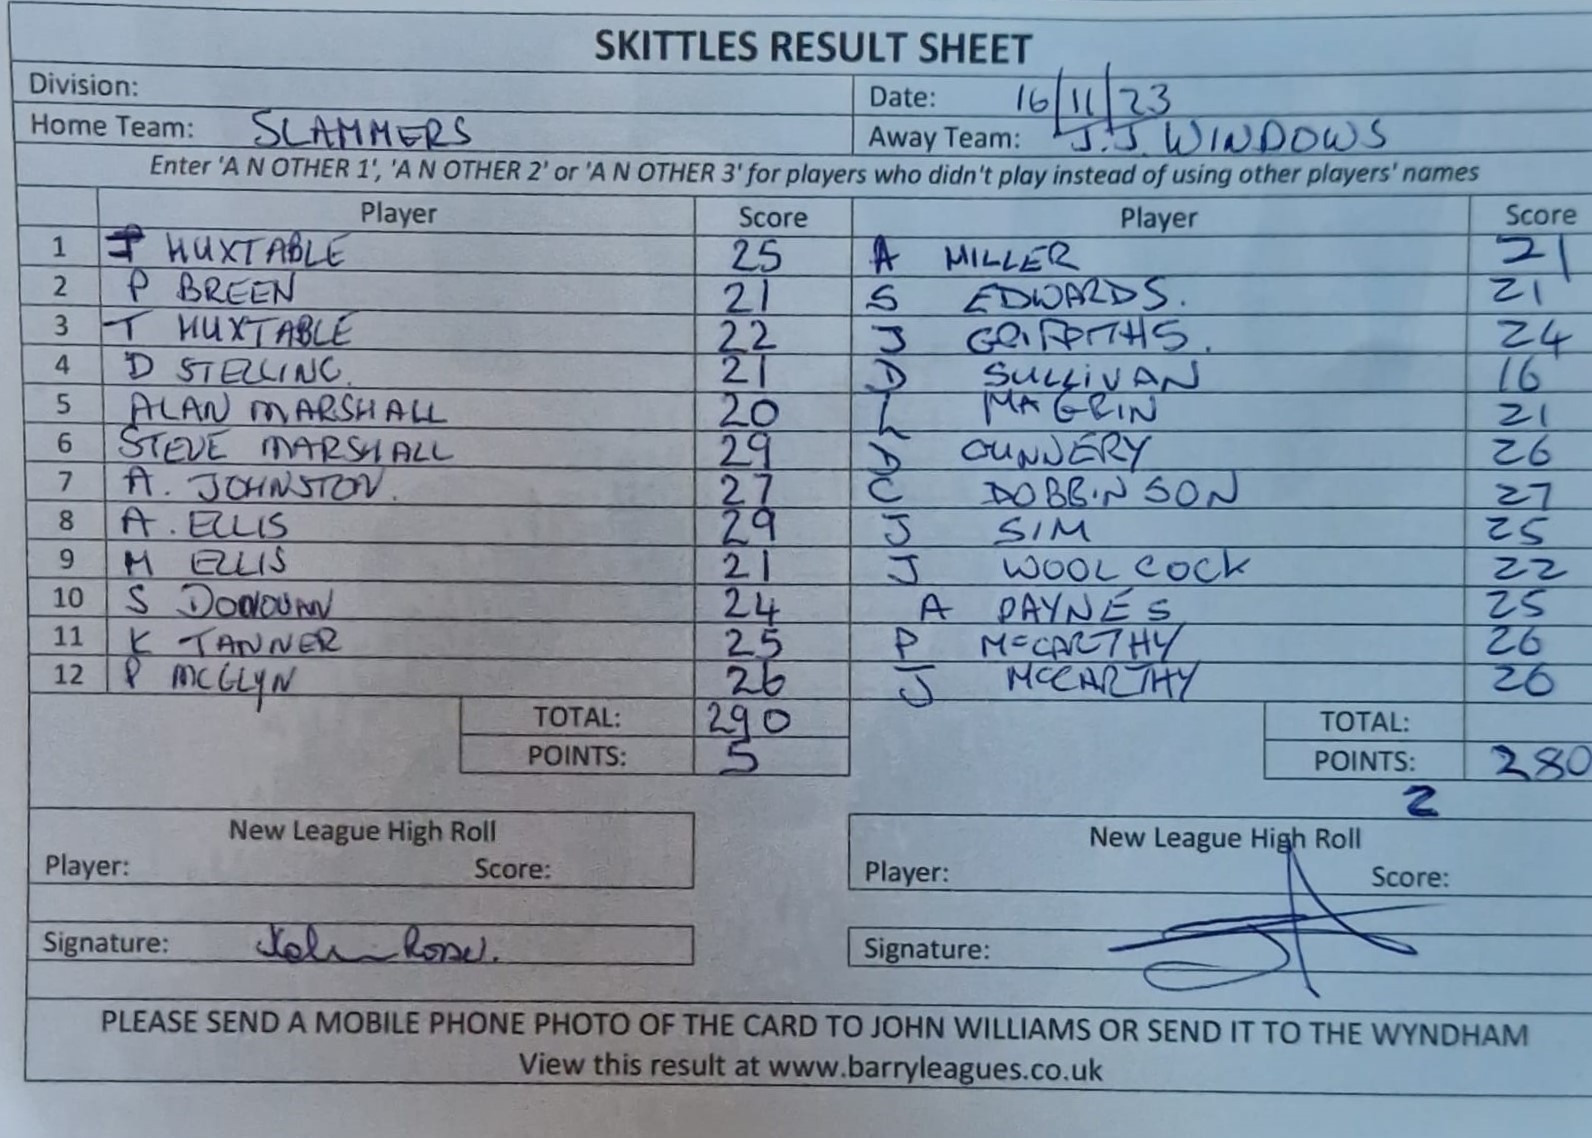 SKITTLES RESULT SHEET
Division: Date: 16/11/23
Home Team: SLAMMERS Away Team: J.J. WINDOWS
Enter 'A N OTHER 1', 'A N OTHER 2' or 'A N OTHER 3' for players who didn't play instead of using other players' names
Player Score Player Score
1 HUXTABLE 25 A MILLER 21
2 P BREEN 21 S EDWARDS. 21
3 T HUXTABLE 22 J GRIFFITHS. 24
4 D STELLING. 21 D SULLIVAN 16
5 ALAN MARSHALL 20 L MAGRIN 21
6 STEVE MARSHALL 29 D 26
7 A. JOHNSTON. 27 C DOBBINSON 27
8 A. ELLIS 29 J SIM 25
9 M ELLIS 21 J WOOLCOCK 22
10 S DONOVAN 24 A PAYNES 25
11 K TANNER 25 P McCARTHY 26
12 P MCGLYN 26 J McCARTHY 26
TOTAL: 290 TOTAL:
POINTS: 5 POINTS: 280
2
New League High Roll New League High Roll
Player: Score: Player: Score:
Signature: John Signature:
PLEASE SEND A MOBILE PHONE PHOTO OF THE CARD TO JOHN WILLIAMS OR SEND IT TO THE WYNDHAM
View this result at www.barryleagues.co.uk